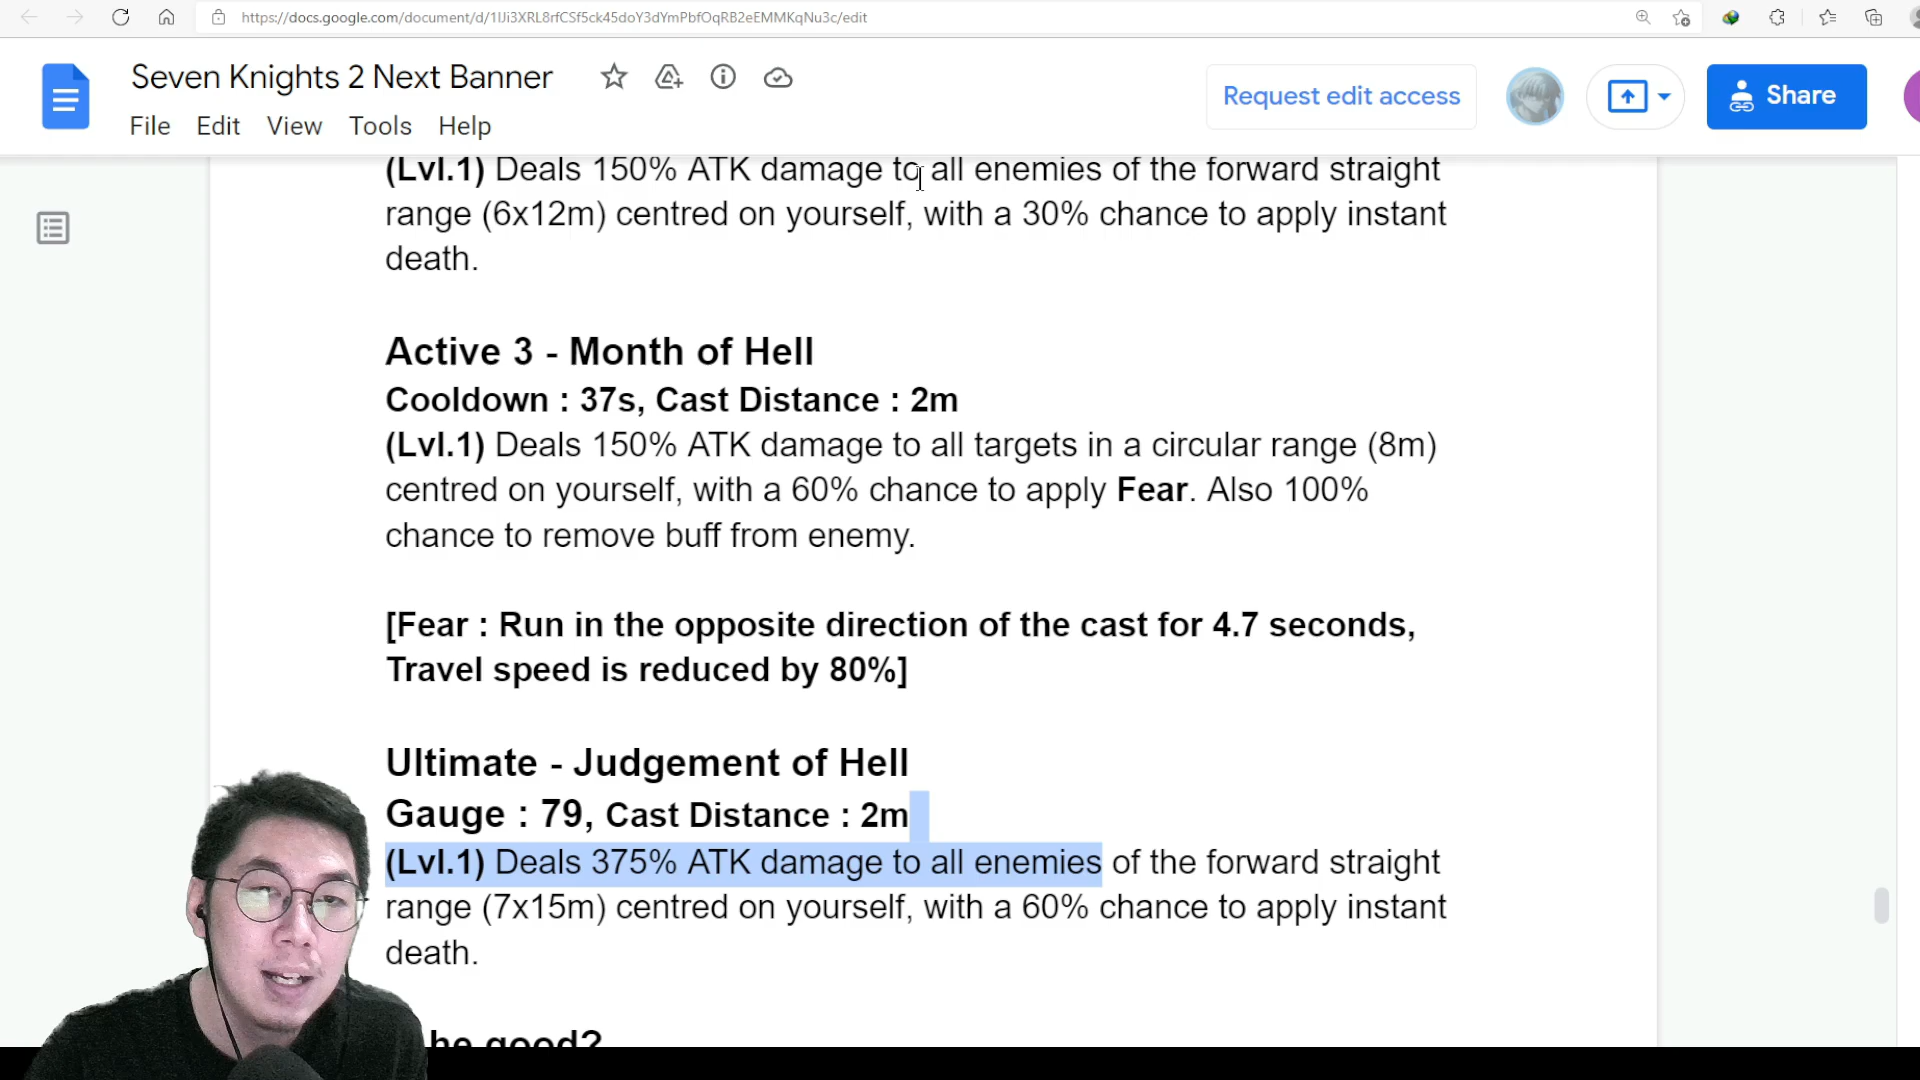 https://docs.google.com/document/d/1IJi3XRL8rfCSf5ck45doY3dYmPbfOqRB2eEMMKqNu3c/edit
Seven Knights 2 Next Banner
Request edit access
Share
File Edit View Tools Help
(Lvl.1) Deals 150% ATK damage to all enemies of the forward straight
range (6x12m) centred on yourself, with a 30% chance to apply instant
death.
Active 3 - Month of Hell
Cooldown : 37s, Cast Distance : 2m
(Lvl.1) Deals 150% ATK damage to all targets in a circular range (8m)
centred on yourself, with a 60% chance to apply Fear. Also 100%
chance to remove buff from enemy.
[Fear : Run in the opposite direction of the cast for 4.7 seconds,
Travel speed is reduced by 80%]
Ultimate - Judgement of Hell
Gauge : 79, Cast Distance : 2m
(Lvl.1) Deals 375% ATK damage to all enemies of the forward straight
range (7x15m) centred on yourself, with a 60% chance to apply instant
death.
he good?